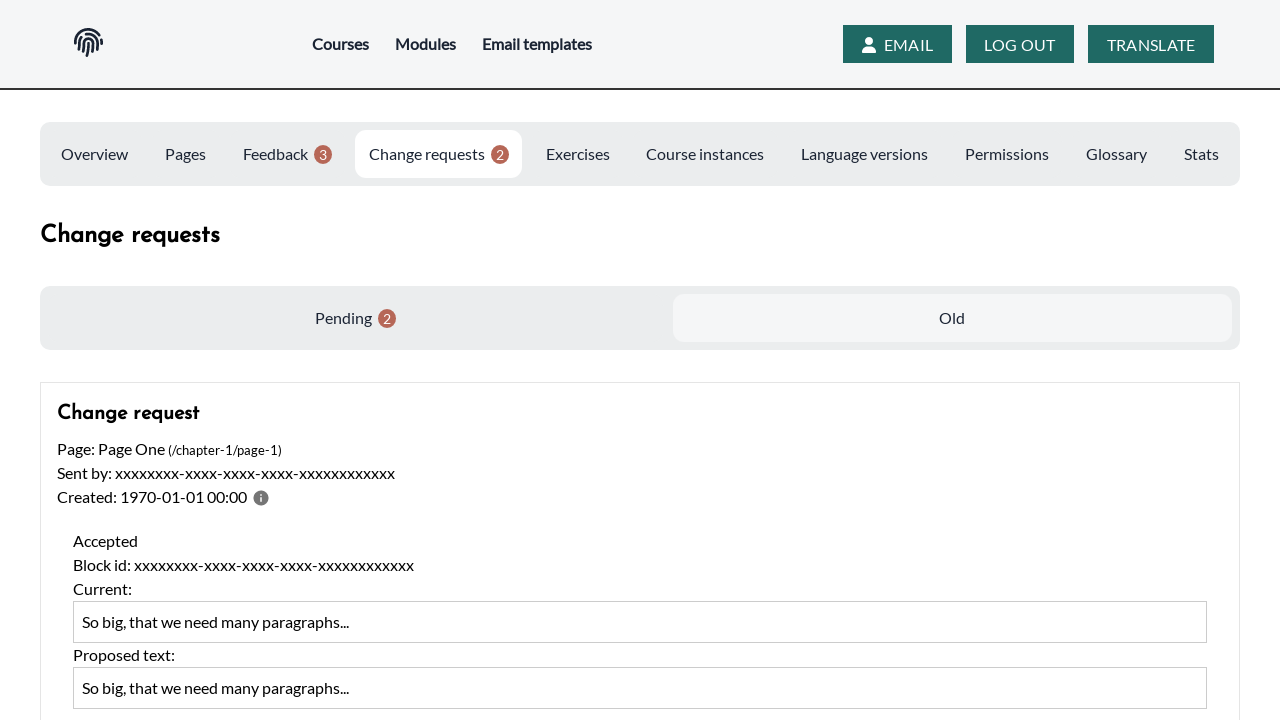 Courses Modules Email templates EMAIL LOG OUT TRANSLATE
Overview Pages Feedback 3 Change requests 2 Exercises Course instances Language versions Permissions Glossary Stats
Change requests
Pending 2 Old
Change request
Page: Page One (/chapter-1/page-1)
Sent by: xxxxxxxx-xxxx-xxxx-xxxx-xxxxxxxxxxxx
Created: 1970-01-01 00:00
Accepted
Block id: xxxxxxxx-xxxx-xxxx-xxxx-xxxxxxxxxxxx
Current:
So big, that we need many paragraphs...
Proposed text:
So big, that we need many paragraphs...